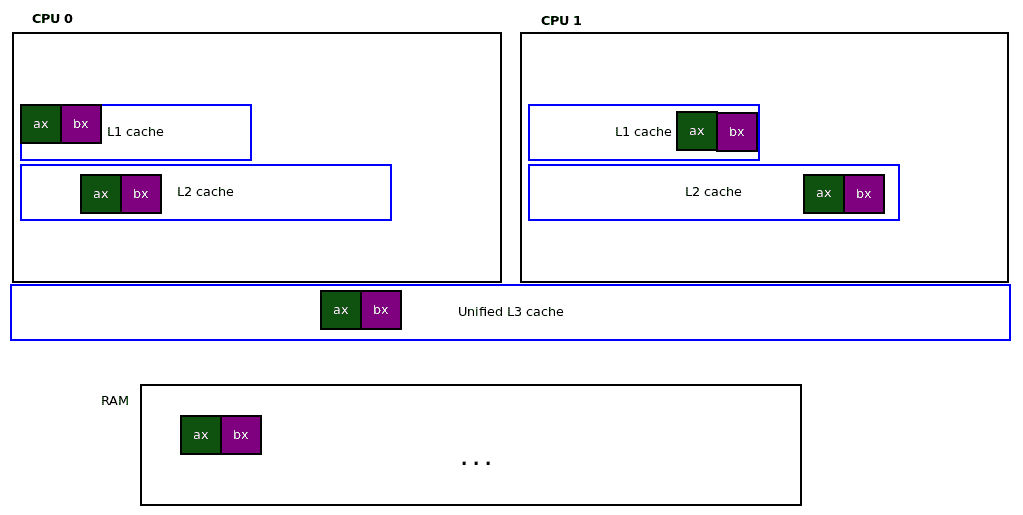 CPU 0
CPU 1
ax bx L1 cache
L1 cache ax bx
ax bx L2 cache
L2 cache ax bx
ax bx Unified L3 cache
RAM
ax bx
...